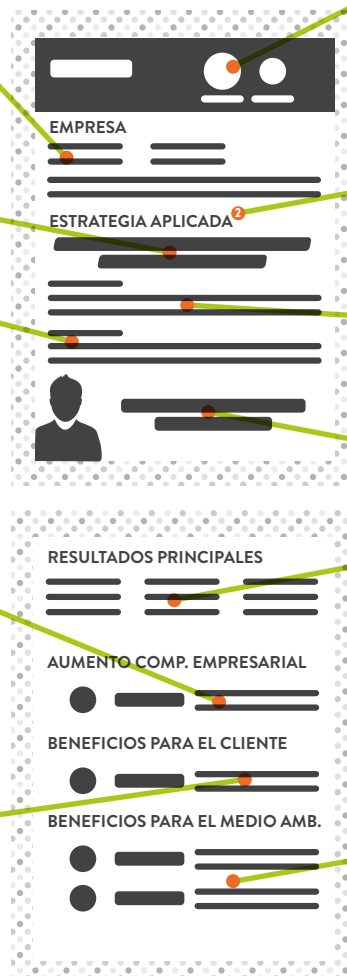 EMPRESA
ESTRATEGIA APLICADA 2
RESULTADOS PRINCIPALES
AUMENTO COMP. EMPRESARIAL
BENEFICIOS PARA EL CLIENTE
BENEFICIOS PARA EL MEDIO AMB.